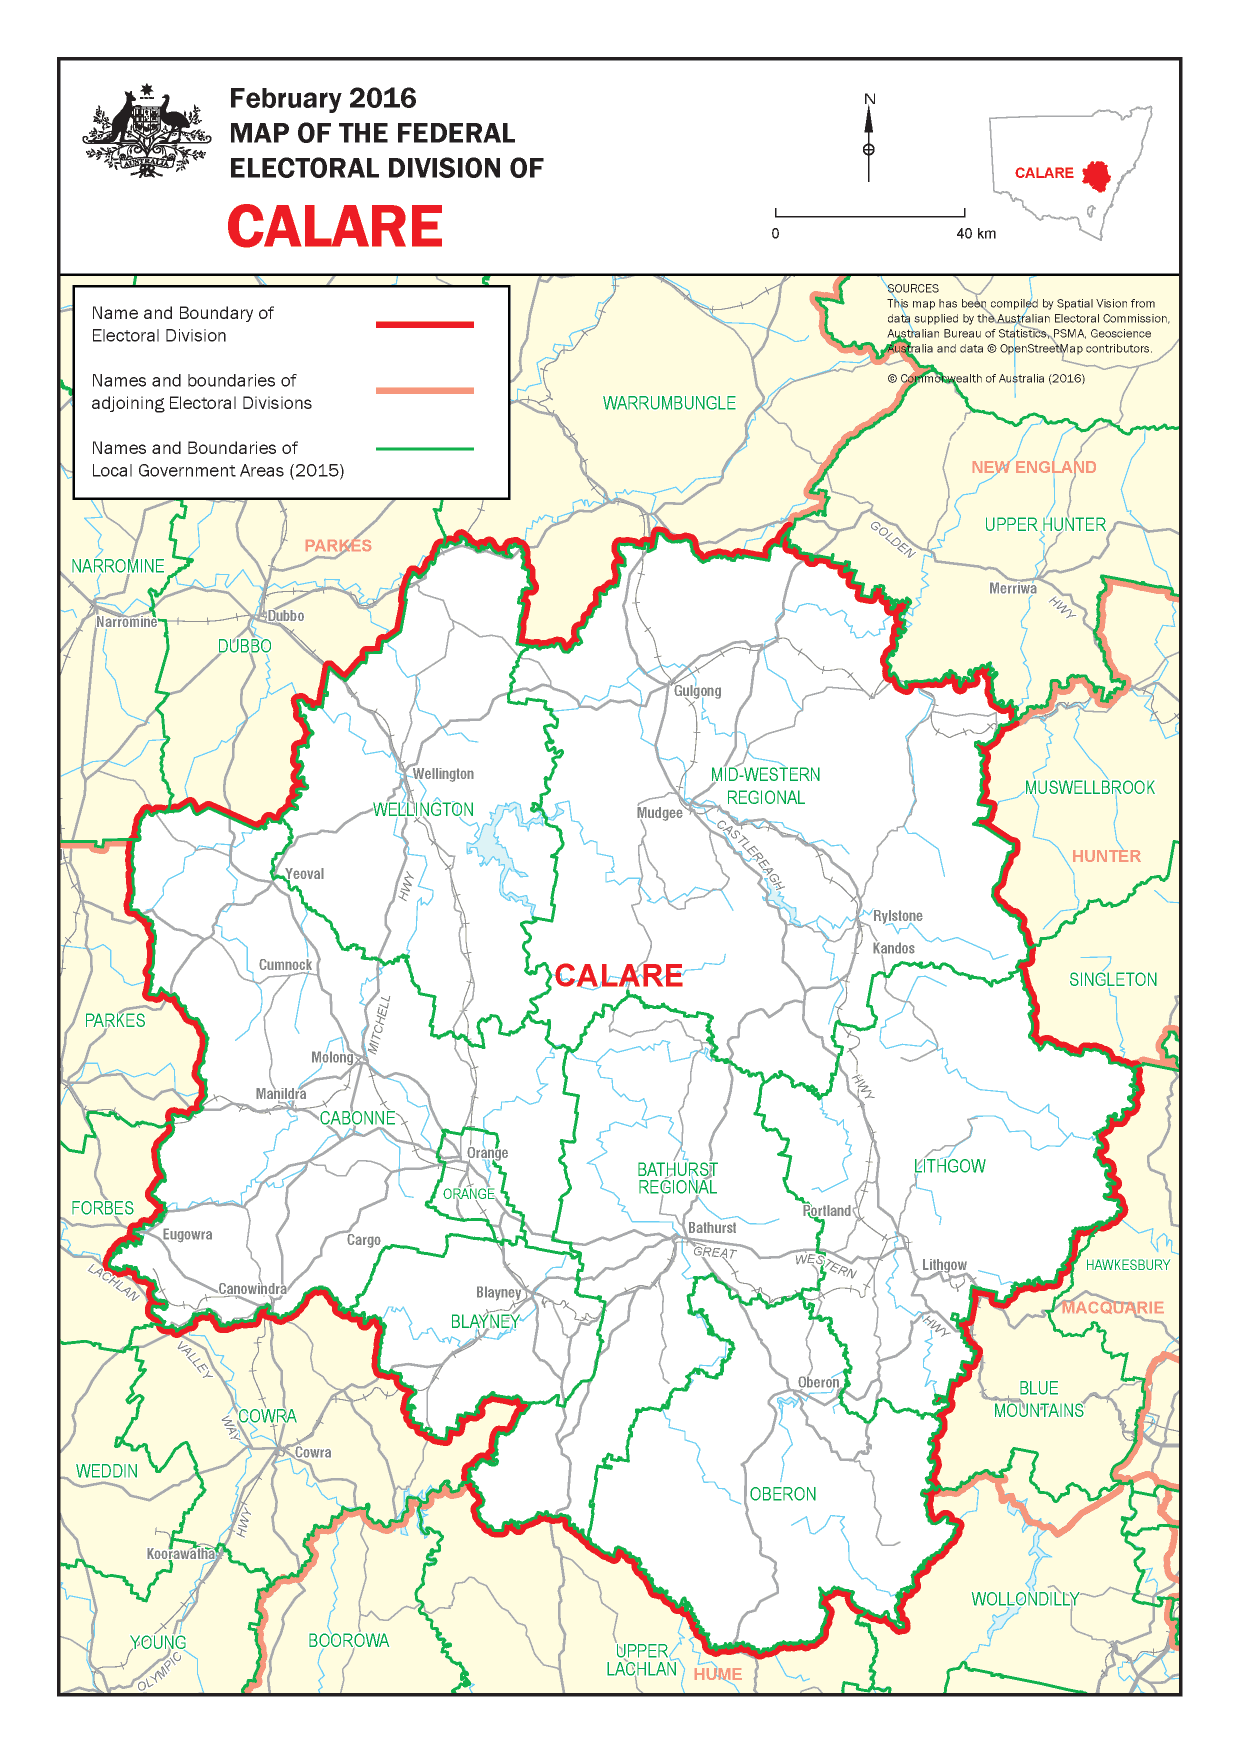 February 2016
MAP OF THE FEDERAL
ELECTORAL DIVISION OF
CALARE
AUSTRALIA
N
0 40 km
CALARE
Name and Boundary of
Electoral Division
Names and boundaries of
adjoining Electoral Divisions
Names and Boundaries of
Local Government Areas (2015)
SOURCES
This map has been compiled by Spatial Vision from
data supplied by the Australian Electoral Commission,
Australian Bureau of Statistics, PSMA, Geoscience
Australia and data © OpenStreetMap contributors.
© Commonwealth of Australia (2016)
WARRUMBUNGLE
NEW ENGLAND
UPPER HUNTER
GOLDEN
HWY
PARKES
NARROMINE
Merriwa
Narromine
Dubbo
DUBBO
Gulgong
Wellington
WELLINGTON
MID-WESTERN
REGIONAL
MUSWELLBROOK
Mudgee
CASTLEREAGH
HUNTER
Yeoval
HWY
Rylstone
Kandos
Cumnock
CALARE
SINGLETON
PARKES
MITCHELL
Molong
HWY
Manildra
CABONNE
Orange
ORANGE
BATHURST
REGIONAL
LITHGOW
FORBES
Portland
Eugowra
Cargo
Bathurst
GREAT
WESTERN
HWY
Lithgow
HAWKESBURY
LACHLAN
Canowindra
Blayney
BLAYNEY
MACQUARIE
VALLEY
WAY
Oberon
BLUE
MOUNTAINS
COWRA
Cowra
WEDDIN
OBERON
HWY
Koorawatha
WOLLONDILLY
YOUNG
OLYMPIC
BOOROWA
UPPER
LACHLAN
HUME